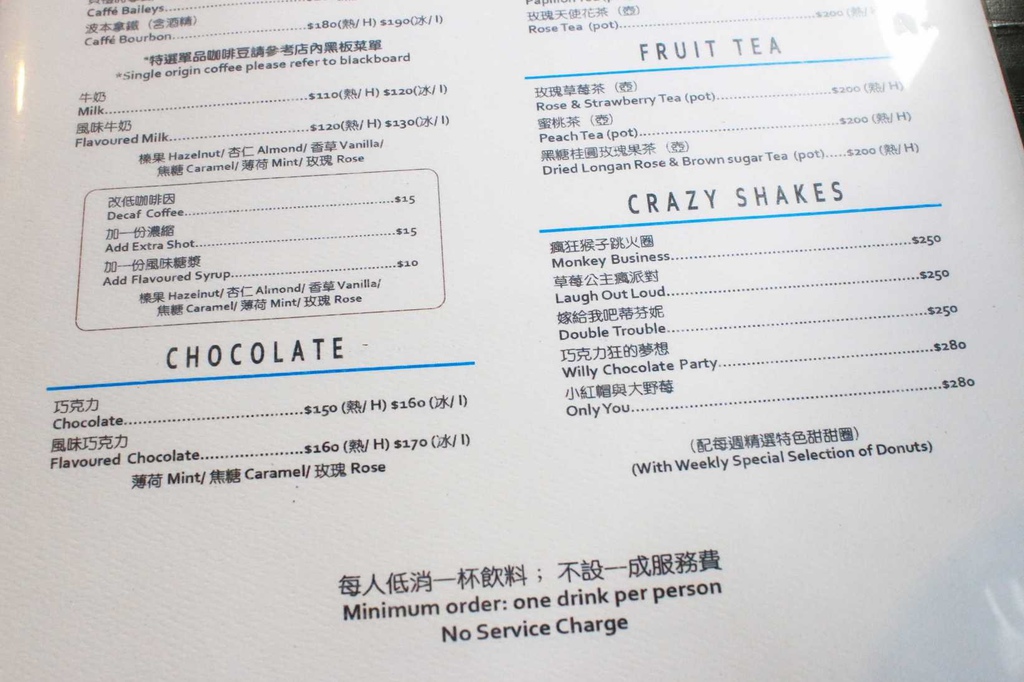 Caffé Baileys
波本拿鐵（含酒精）
Caffé Bourbon....................$180(熱/H) $190(冰/I)
*特選單品咖啡豆請參考店內黑板菜單
*Single origin coffee please refer to blackboard
牛奶
Milk....................$110(熱/H) $120(冰/I)
風味牛奶
Flavoured Milk....................$120(熱/H) $130(冰/I)
榛果 Hazelnut/ 杏仁 Almond/ 香草 Vanilla/
焦糖 Caramel/ 薄荷 Mint/ 玫瑰 Rose
改低咖啡因
Decaf Coffee....................$15
加一份濃縮
Add Extra Shot....................$15
加一份風味糖漿
Add Flavoured Syrup....................$10
榛果 Hazelnut/ 杏仁 Almond/ 香草 Vanilla/
焦糖 Caramel/ 薄荷 Mint/ 玫瑰 Rose
CHOCOLATE
巧克力
Chocolate....................$150 (熱/H) $160 (冰/I)
風味巧克力
Flavoured Chocolate....................$160 (熱/H) $170 (冰/I)
薄荷 Mint/ 焦糖 Caramel/ 玫瑰 Rose
玫瑰天使花茶（壺）
Rose Tea (pot)....................$200 (熱/
FRUIT TEA
玫瑰草莓茶（壺）
Rose & Strawberry Tea (pot)....................$200 (熱/H)
蜜桃茶（壺）
Peach Tea (pot)....................$200 (熱/H)
黑糖桂圓玫瑰果茶（壺）
Dried Longan Rose & Brown sugar Tea (pot).....$200 (熱/H)
CRAZY SHAKES
瘋狂猴子跳火圈
Monkey Business....................$250
草莓公主瘋派對
Laugh Out Loud....................$250
嫁給我吧蒂芬妮
Double Trouble....................$250
巧克力狂的夢想
Willy Chocolate Party....................$280
小紅帽與大野莓
Only You....................$280
（配每週精選特色甜甜圈）
(With Weekly Special Selection of Donuts)
每人低消一杯飲料； 不設一成服務費
Minimum order: one drink per person
No Service Charge